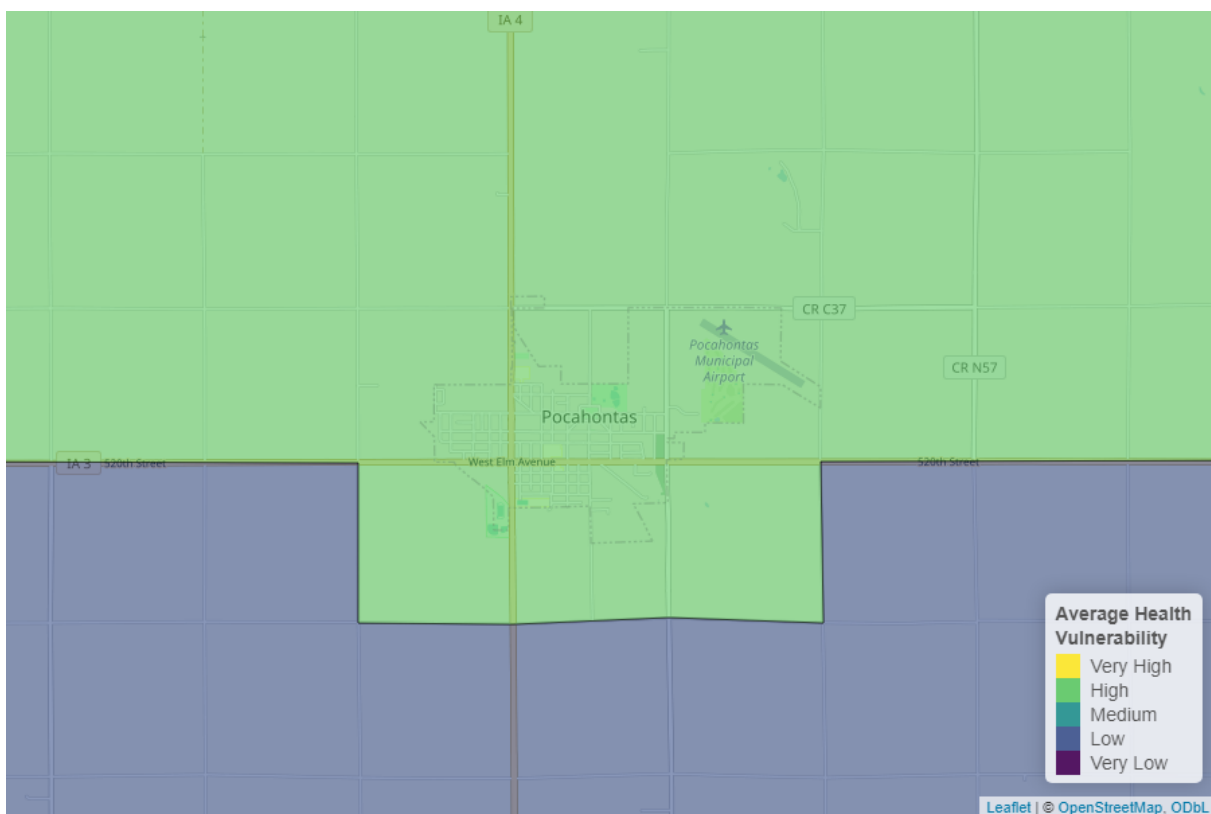 IA 4
CR C37
Pocahontas
Municipal
Airport
CR N57
Pocahontas
IA 3
520th Street
West Elm Avenue
520th Street
Average Health
Vulnerability
Very High
High
Medium
Low
Very Low
Leaflet | © OpenStreetMap, ODbL